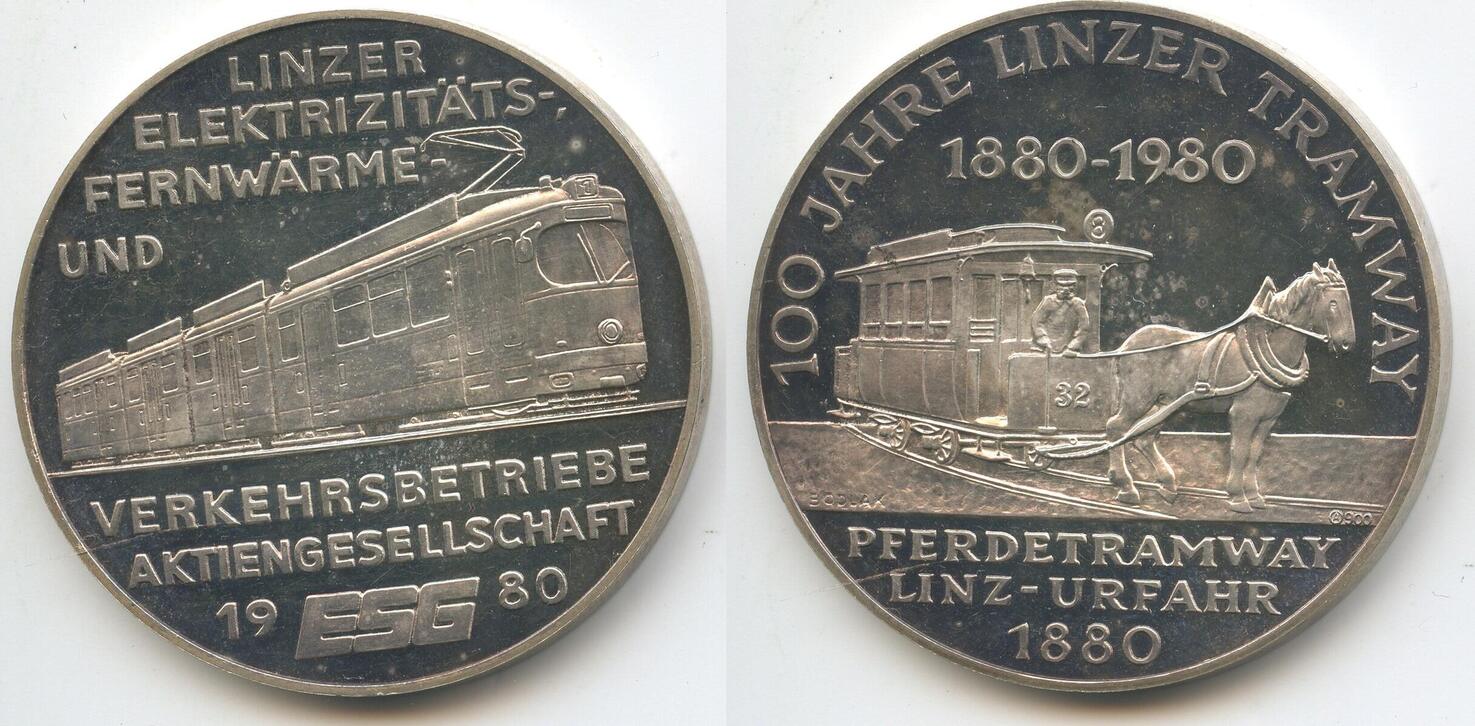 LINZER
ELEKTRIZITÄTS-,
FERNWÄRME-
UND
1
VERKEHRSBETRIEBE
AKTIENGESELLSCHAFT
19 ESG 80
100 JAHRE LINZER TRAMWAY
1880-1980
8
32
BODLAK
900
PFERDETRAMWAY
LINZ-URFAHR
1880